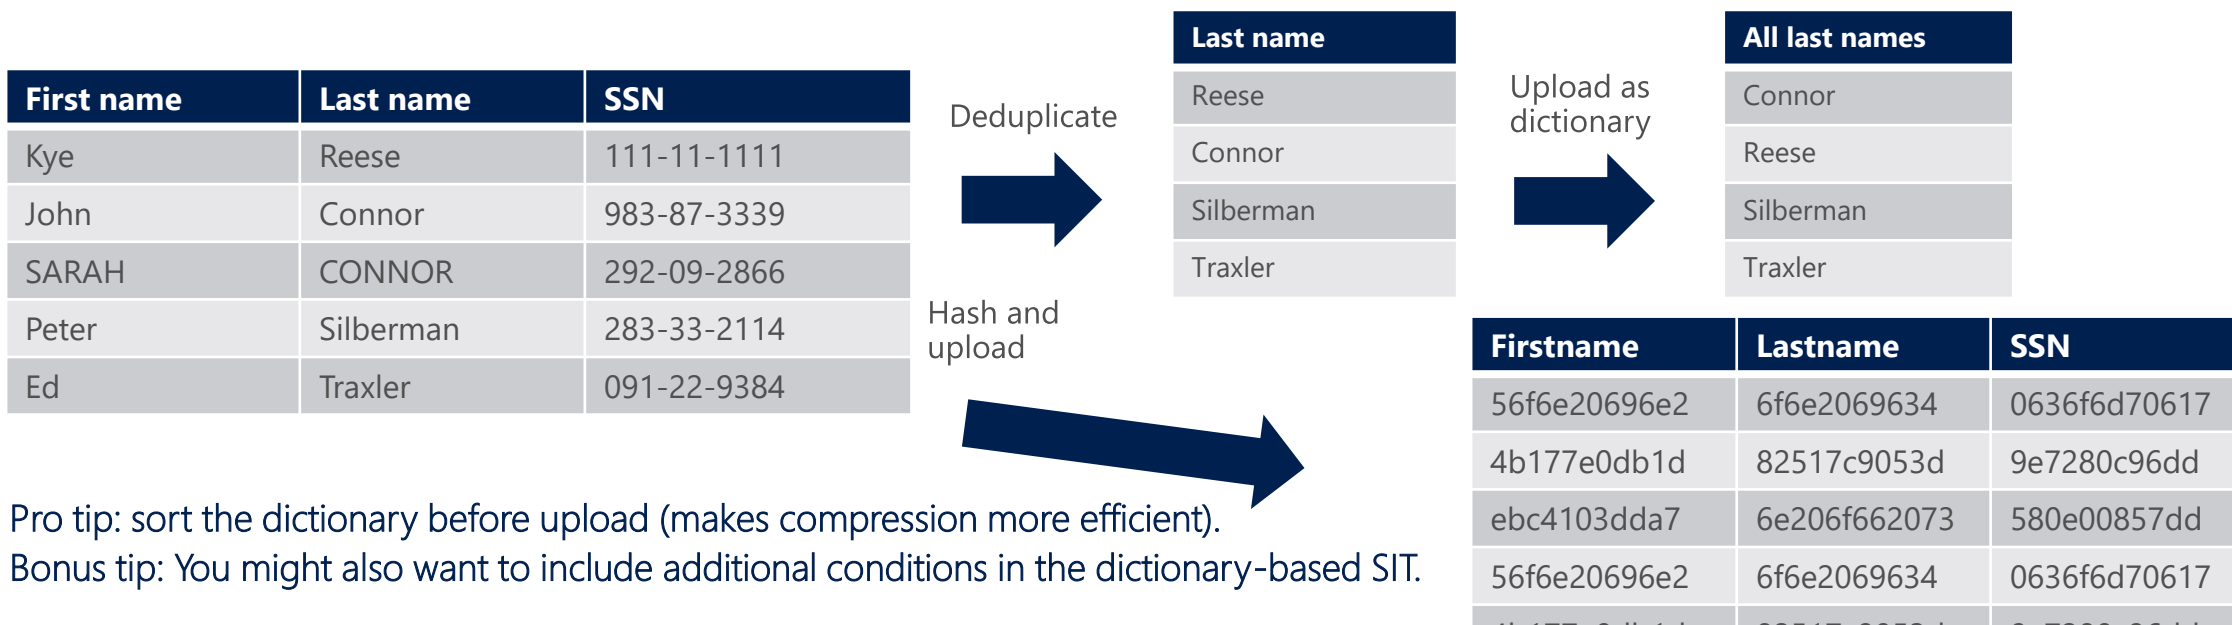 First name Last name SSN
Kye Reese 111-11-1111
John Connor 983-87-3339
SARAH CONNOR 292-09-2866
Peter Silberman 283-33-2114
Ed Traxler 091-22-9384
Deduplicate
Last name
Reese
Connor
Silberman
Traxler
Upload as
dictionary
All last names
Connor
Reese
Silberman
Traxler
Hash and
upload
Firstname Lastname SSN
56f6e20696e2 6f6e2069634 0636f6d70617
4b177e0db1d 82517c9053d 9e7280c96dd
ebc4103dda7 6e206f662073 580e00857dd
56f6e20696e2 6f6e2069634 0636f6d70617
Pro tip: sort the dictionary before upload (makes compression more efficient).
Bonus tip: You might also want to include additional conditions in the dictionary-based SIT.